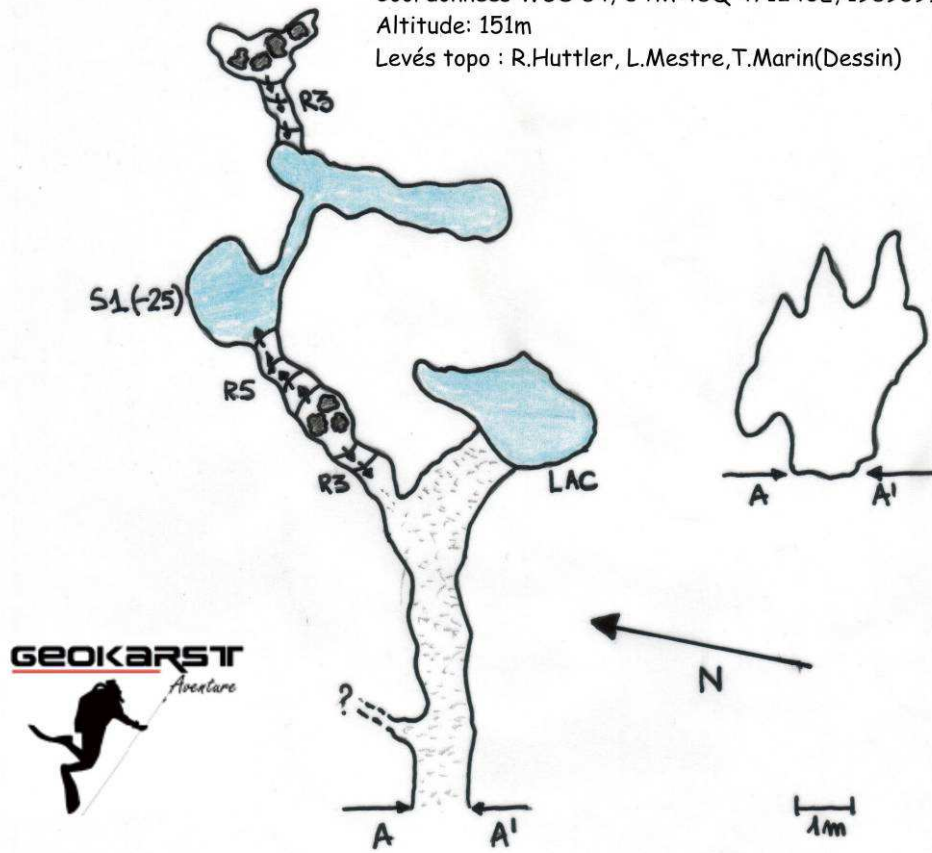 Altitude: 151m
Levés topo : R.Huttler, L.Mestre,T.Marin(Dessin)
R3
S1(-25)
R5
R3
LAC
A A'
N
GEOKARST
Aventure
?
A A'
1m